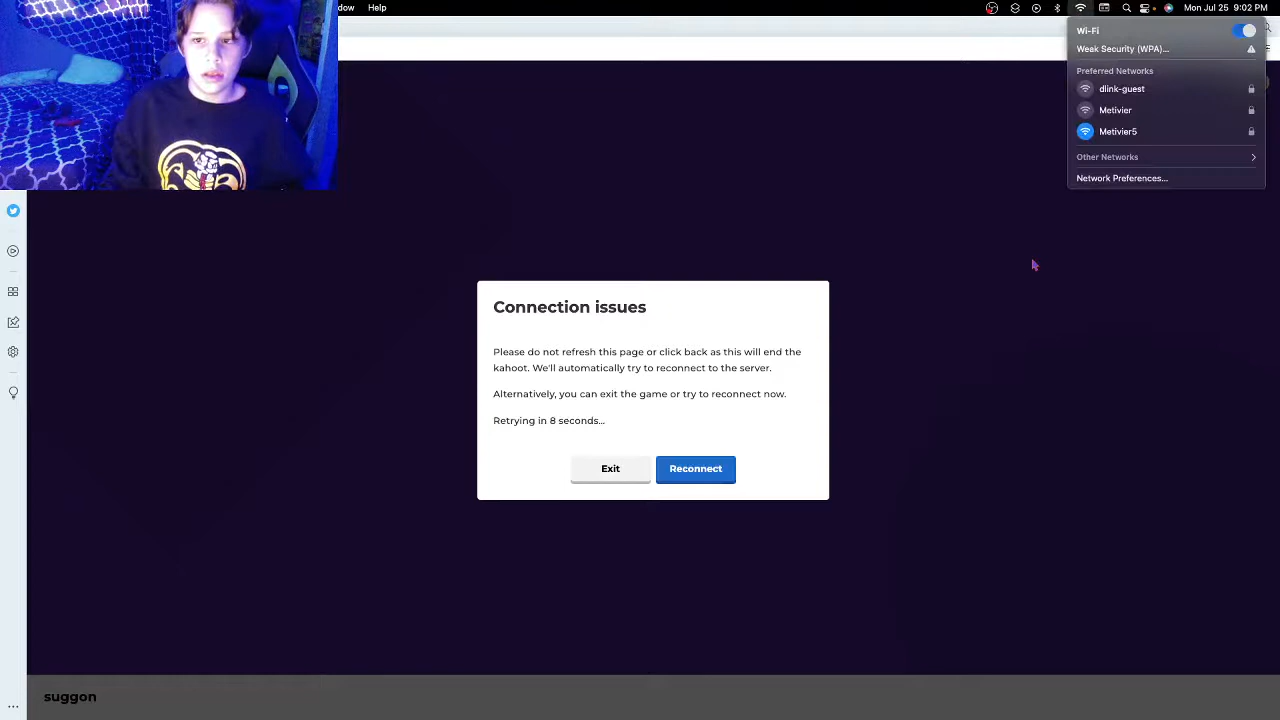 dow
Help
Mon Jul 25
9:02 PM
Wi-Fi
Week Security (WPA)...
Preferred Networks
dlink-guest
Metivier
Metivier5
Other Networks
Network Preferences...
Connection issues
Please do not refresh this page or click back as this will end the
kahoot. We'll automatically try to reconnect to the server.
Alternatively, you can exit the game or try to reconnect now.
Retrying in 8 seconds...
Exit
Reconnect
suggon